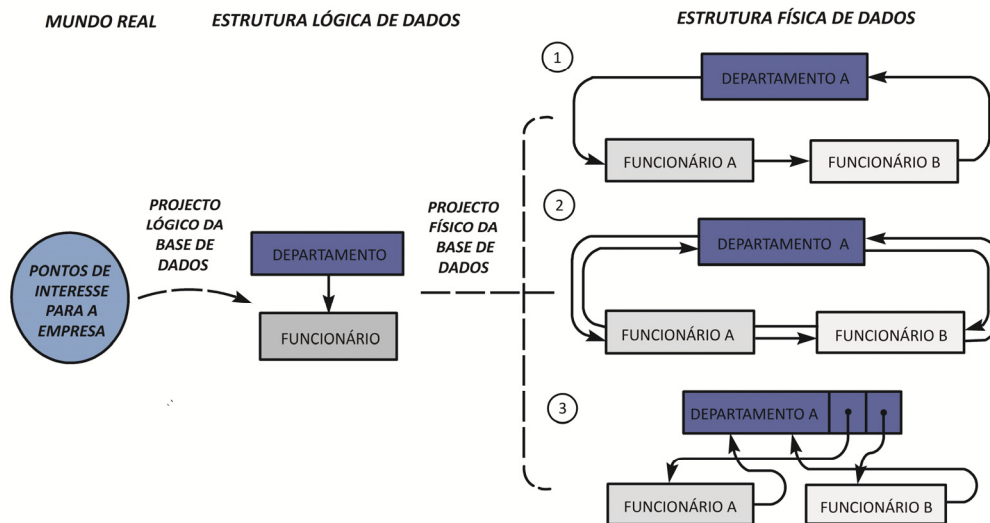 MUNDO REAL
ESTRUTURA LÓGICA DE DADOS
ESTRUTURA FÍSICA DE DADOS
PONTOS DE
INTERESSE
PARA A
EMPRESA
PROJECTO
LÓGICO DA
BASE DE
DADOS
DEPARTAMENTO
FUNCIONÁRIO
PROJECTO
FÍSICO DA
BASE DE
DADOS
1
DEPARTAMENTO A
FUNCIONÁRIO A
FUNCIONÁRIO B
2
DEPARTAMENTO A
FUNCIONÁRIO A
FUNCIONÁRIO B
3
DEPARTAMENTO A
FUNCIONÁRIO A
FUNCIONÁRIO B